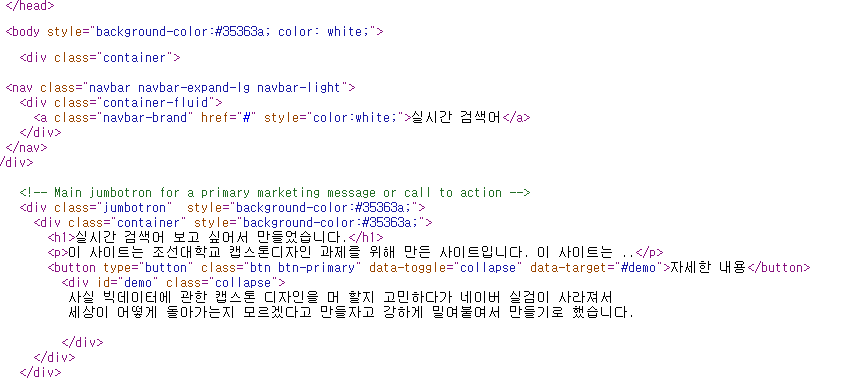 </head>
<body style="background-color:#35363a; color: white;">
<div class="container">
<nav class="navbar navbar-expand-lg navbar-light">
<div class="container-fluid">
<a class="navbar-brand" href="#" style="color:white;">실시간 검색어</a>
</div>
</nav>
/div>
<!-- Main jumbotron for a primary marketing message or call to action -->
<div class="jumbotron"  style="background-color:#35363a;">
<div class="container" style="background-color:#35363a;">
<h1>실시간 검색어 보고 싶어서 만들었습니다.</h1>
<p>이 사이트는 조선대학교 캡스톤디자인 과제를 위해 만든 사이트입니다. 이 사이트는 ..</p>
<button type="button" class="btn btn-primary" data-toggle="collapse" data-target="#demo">자세한 내용</button>
<div id="demo" class="collapse">
사실 빅데이터에 관한 캡스톤 디자인을 머 할지 고민하다가 네이버 실검이 사라져서
세상이 어떻게 돌아가는지 모르겠다고 만들자고 강하게 밀여붙여서 만들기로 했습니다.
</div>
</div>
</div>